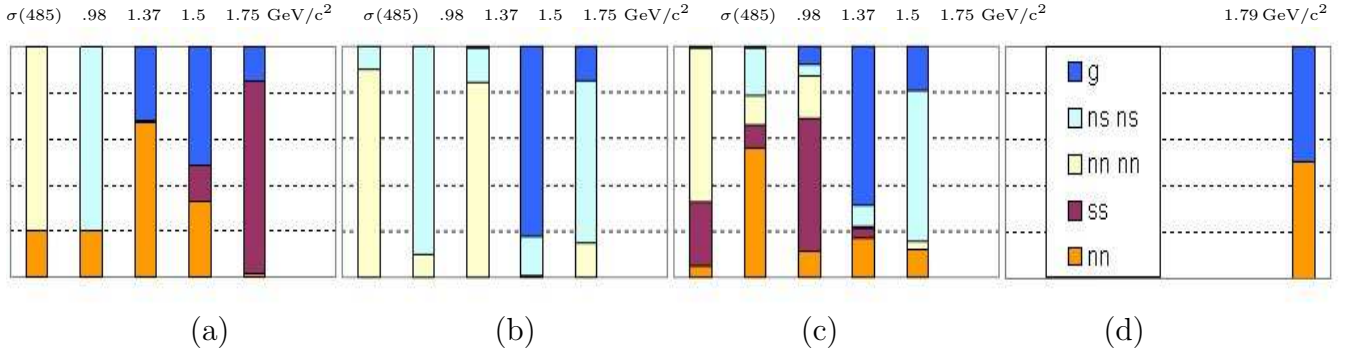 σ(485) .98 1.37 1.5 1.75 GeV/c² σ(485) .98 1.37 1.5 1.75 GeV/c² σ(485) .98 1.37 1.5 1.75 GeV/c² 1.79 GeV/c²
g
ns ns
nn nn
ss
nn
(a) (b) (c) (d)